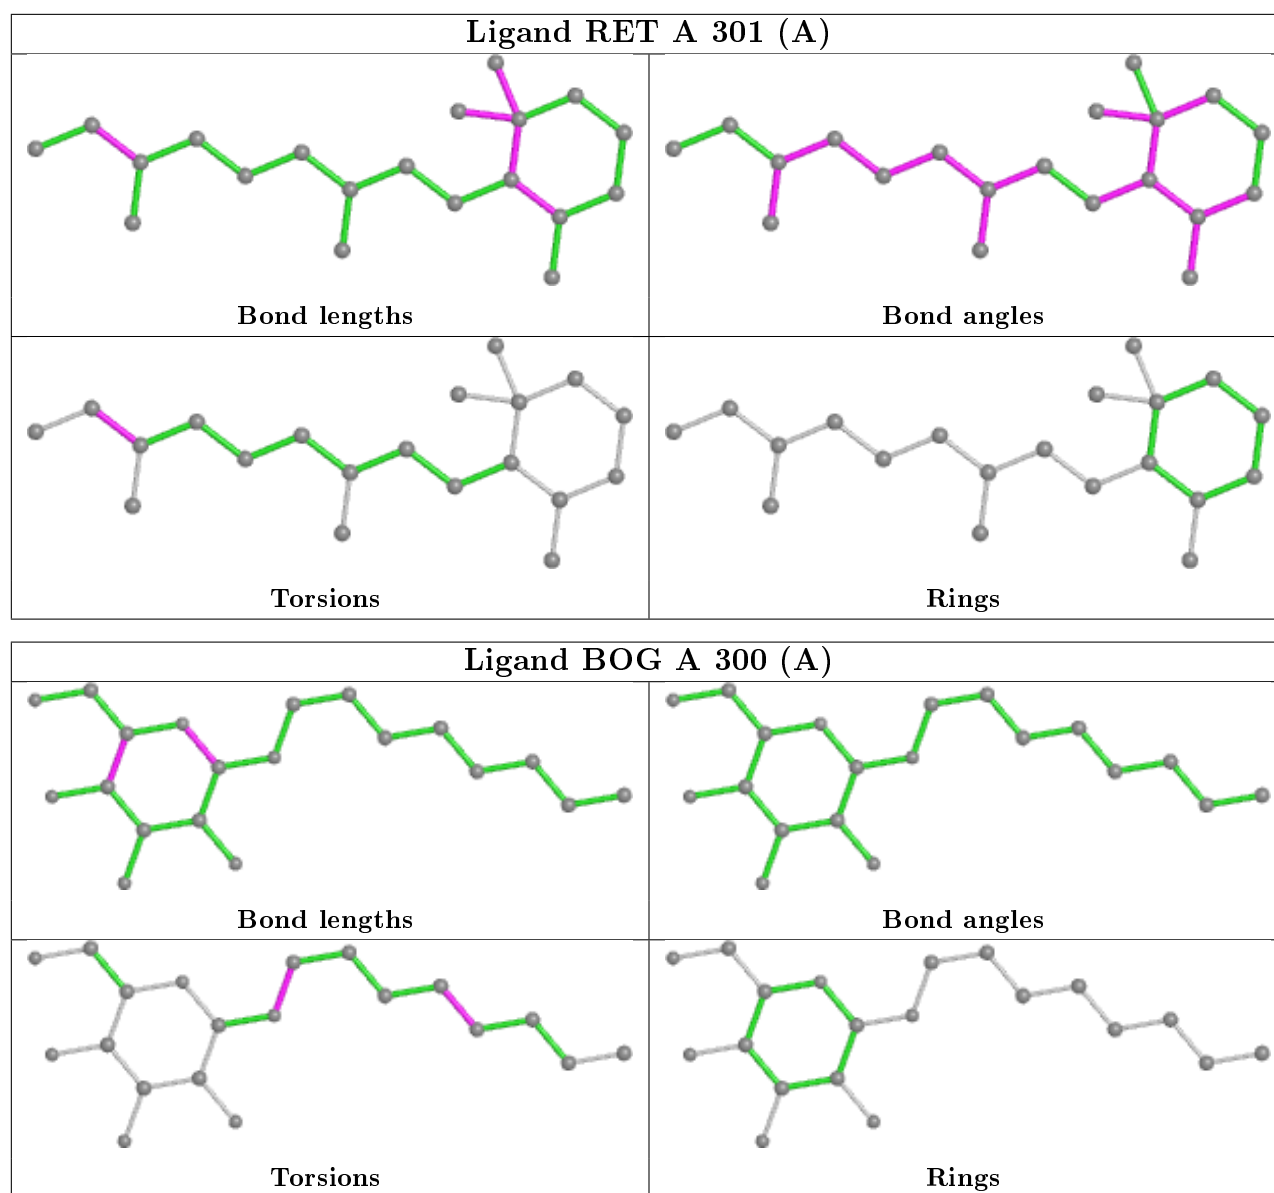 Ligand RET A 301 (A)
Bond lengths
Bond angles
Torsions
Rings
Ligand BOG A 300 (A)
Bond lengths
Bond angles
Torsions
Rings